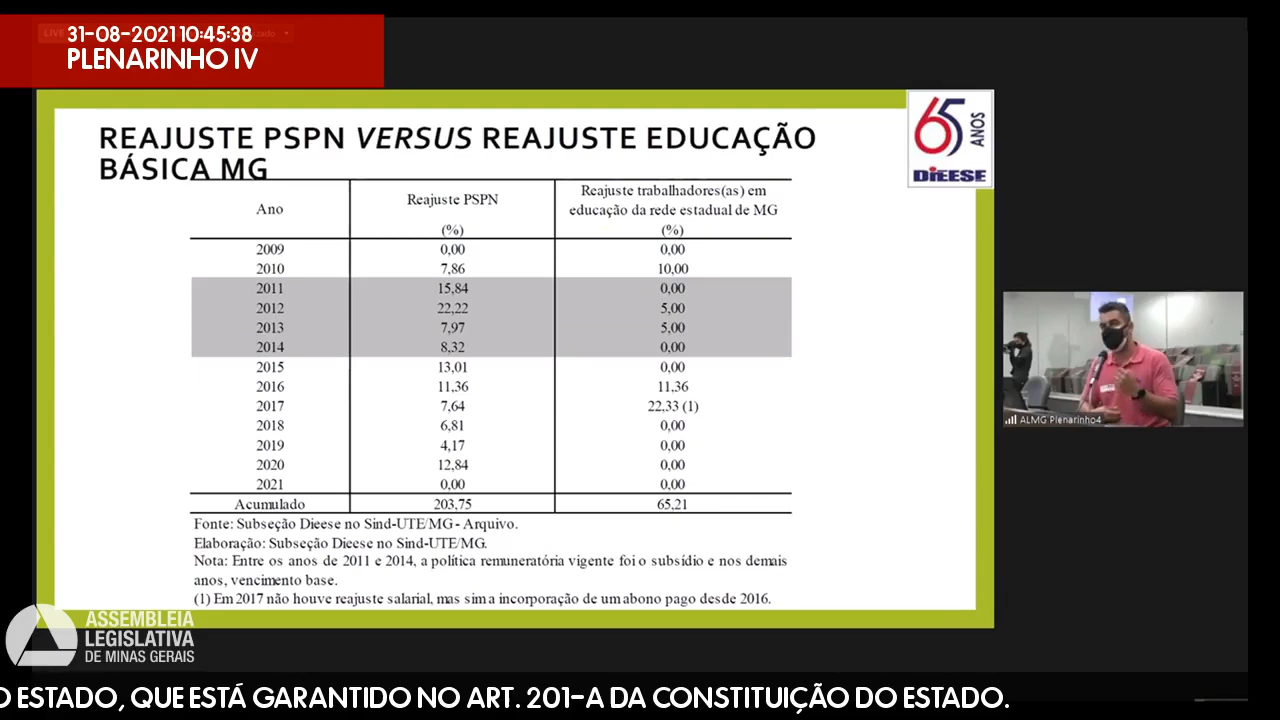 LIVE
31-08-2021 10:45:38
PLENARINHO IV
REAJUSTE PSPN VERSUS REAJUSTE EDUCAÇÃO
BÁSICA MG
65 ANOS
DIEESE
Ano Reajuste PSPN (%) Reajuste trabalhadores(as) em educação da rede estadual de MG (%)
2009 0,00 0,00
2010 7,86 10,00
2011 15,84 0,00
2012 22,22 5,00
2013 7,97 5,00
2014 8,32 0,00
2015 13,01 0,00
2016 11,36 11,36
2017 7,64 22,33 (1)
2018 6,81 0,00
2019 4,17 0,00
2020 12,84 0,00
2021 0,00 0,00
Acumulado 203,75 65,21
Fonte: Subseção Dieese no Sind-UTE/MG - Arquivo.
Elaboração: Subseção Dieese no Sind-UTE/MG.
Nota: Entre os anos de 2011 e 2014, a política remuneratória vigente foi o subsídio e nos demais
anos, vencimento base.
(1) Em 2017 não houve reajuste salarial, mas sim a incorporação de um abono pago desde 2016.
ALMG Plenarinho4
ASSEMBLEIA
LEGISLATIVA
DE MINAS GERAIS
O ESTADO, QUE ESTÁ GARANTIDO NO ART. 201-A DA CONSTITUIÇÃO DO ESTADO.